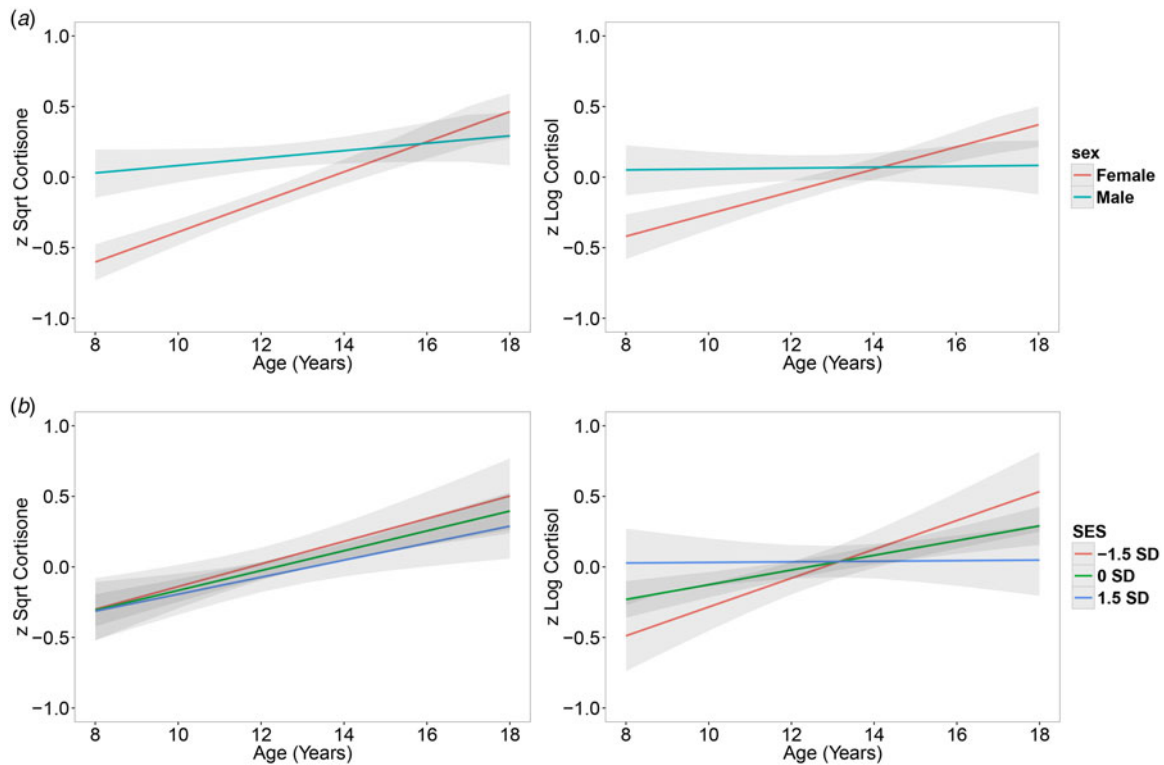 (a)
z Sqrt Cortisone
1.0
0.5
0.0
−0.5
−1.0
8 10 12 14 16 18
Age (Years)
z Log Cortisol
1.0
0.5
0.0
−0.5
−1.0
8 10 12 14 16 18
Age (Years)
sex
Female
Male
(b)
z Sqrt Cortisone
1.0
0.5
0.0
−0.5
−1.0
8 10 12 14 16 18
Age (Years)
z Log Cortisol
1.0
0.5
0.0
−0.5
−1.0
8 10 12 14 16 18
Age (Years)
SES
−1.5 SD
0 SD
1.5 SD